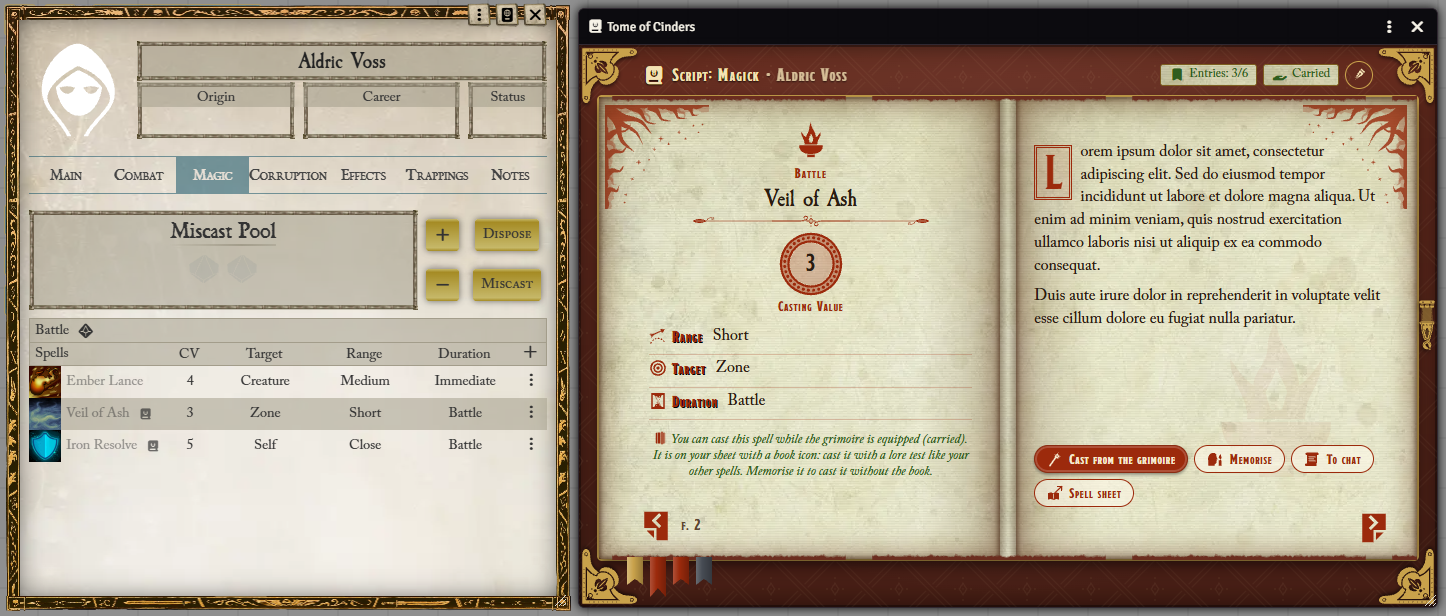 Aldric Voss
Origin
Career
Status
Main
Combat
Magic
Corruption
Effects
Trappings
Notes
Miscast Pool
+
Dispose
−
Miscast
Battle
Spells CV Target Range Duration +
Ember Lance 4 Creature Medium Immediate
Veil of Ash 3 Zone Short Battle
Iron Resolve 5 Self Close Battle
Tome of Cinders
Script: Magick · Aldric Voss
Entries: 3/6
Carried
Battle
Veil of Ash
3
Casting Value
Range Short
Target Zone
Duration Battle
You can cast this spell while the grimoire is equipped (carried).
It is on your sheet with a book icon: cast it with a lore test like your
other spells. Memorise it to cast it without the book.
F. 2
Lorem ipsum dolor sit amet, consectetur
adipiscing elit. Sed do eiusmod tempor
incididunt ut labore et dolore magna aliqua. Ut
enim ad minim veniam, quis nostrud exercitation
ullamco laboris nisi ut aliquip ex ea commodo
consequat.
Duis aute irure dolor in reprehenderit in voluptate velit
esse cillum dolore eu fugiat nulla pariatur.
Cast from the grimoire
Memorise
To chat
Spell sheet